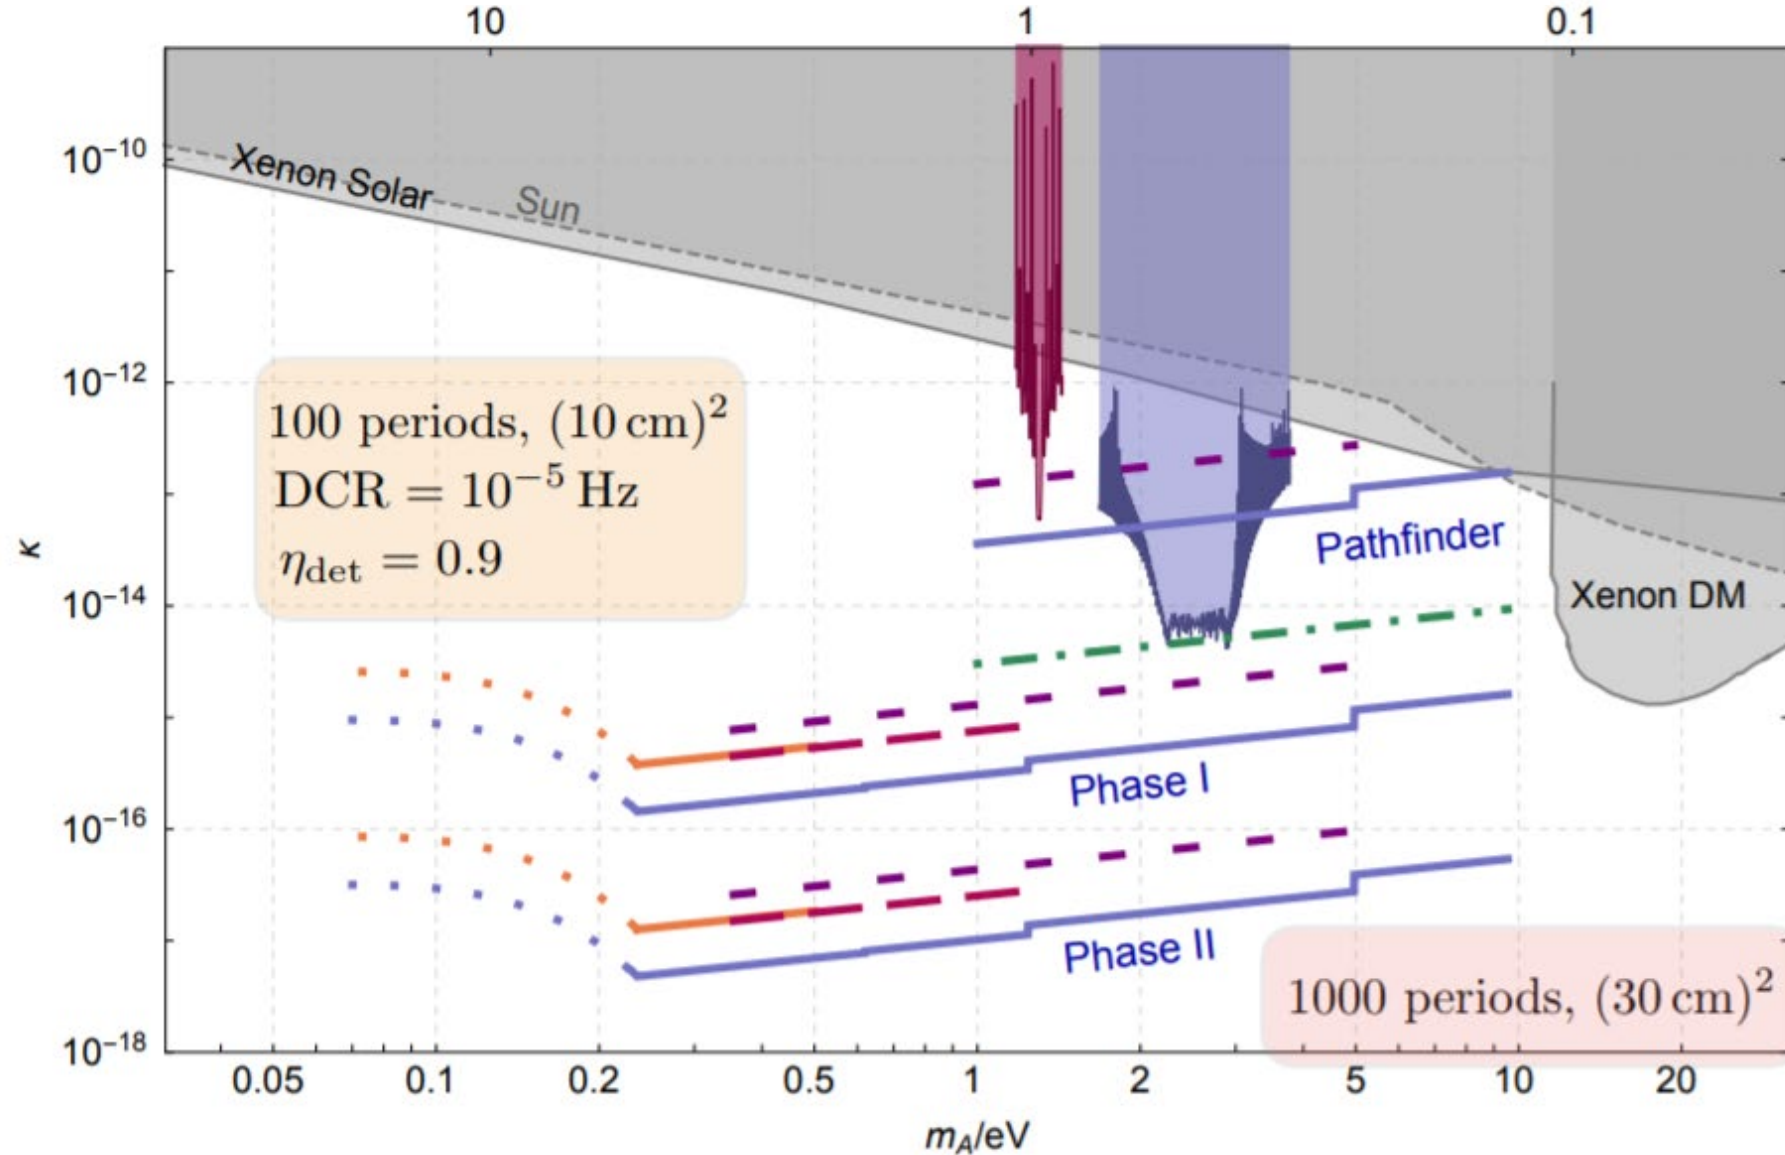 10 1 0.1
10⁻¹⁰
Xenon Solar
Sun
10⁻¹²
100 periods, (10 cm)²
DCR = 10⁻⁵ Hz
η_det = 0.9
κ
Pathfinder
10⁻¹⁴
Xenon DM
Phase I
10⁻¹⁶
Phase II
1000 periods, (30 cm)²
10⁻¹⁸
0.05 0.1 0.2 0.5 1 2 5 10 20
m_A/eV